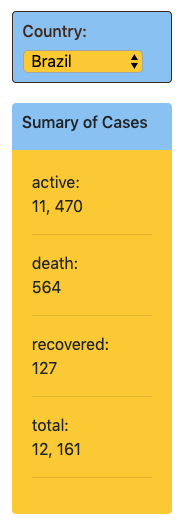 Country:
Brazil
Sumary of Cases
active:
11, 470
death:
564
recovered:
127
total:
12, 161